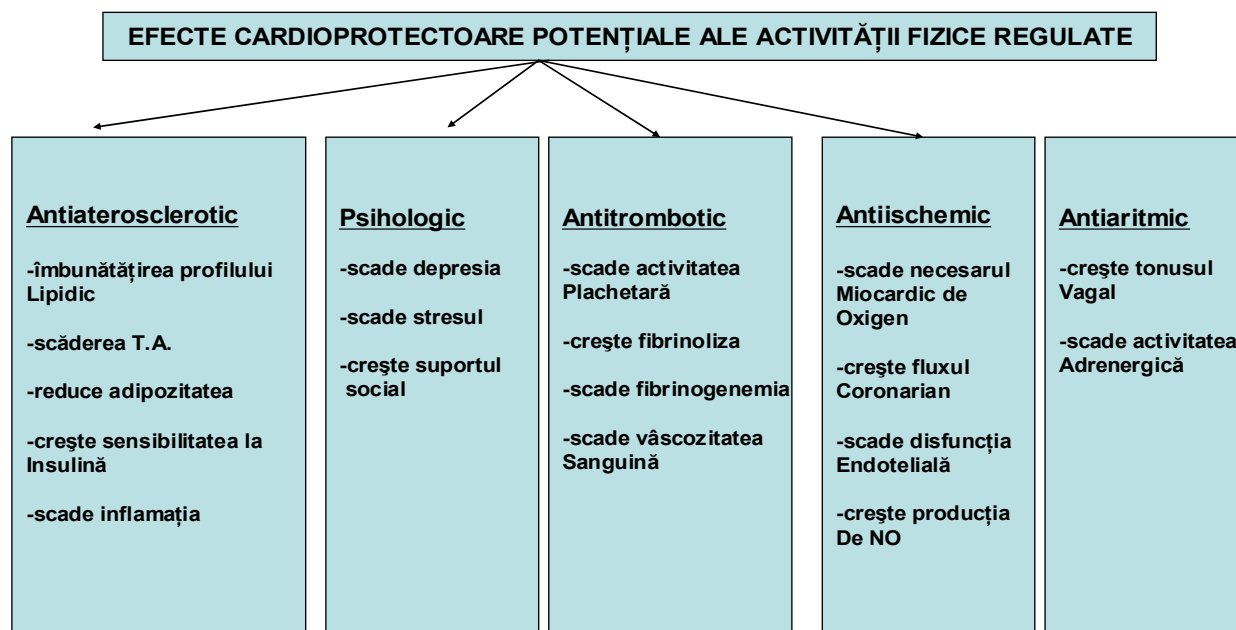 EFECTE CARDIOPROTECTOARE POTENȚIALE ALE ACTIVITĂȚII FIZICE REGULATE
Antiaterosclerotic
-îmbunătățirea profilului
Lipidic
-scăderea T.A.
-reduce adipozitatea
-creşte sensibilitatea la
Insulină
-scade inflamația
Psihologic
-scade depresia
-scade stresul
-creşte suportul
social
Antitrombotic
-scade activitatea
Plachetară
-creşte fibrinoliza
-scade fibrinogenemia
-scade vâscozitatea
Sanguină
Antiischemic
-scade necesarul
Miocardic de
Oxigen
-creşte fluxul
Coronarian
-scade disfuncția
Endotelială
-creşte producția
De NO
Antiaritmic
-creşte tonusul
Vagal
-scade activitatea
Adrenergică